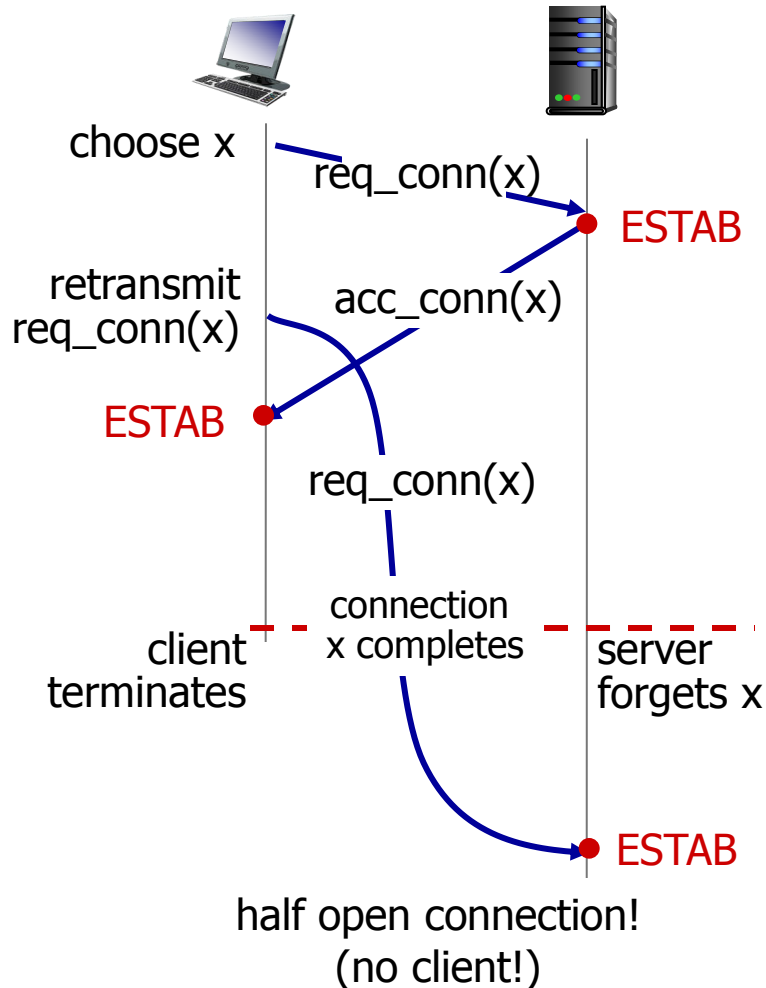 choose x
req_conn(x)
ESTAB
retransmit
req_conn(x)
acc_conn(x)
ESTAB
req_conn(x)
connection
x completes
client
terminates
server
forgets x
ESTAB
half open connection!
(no client!)